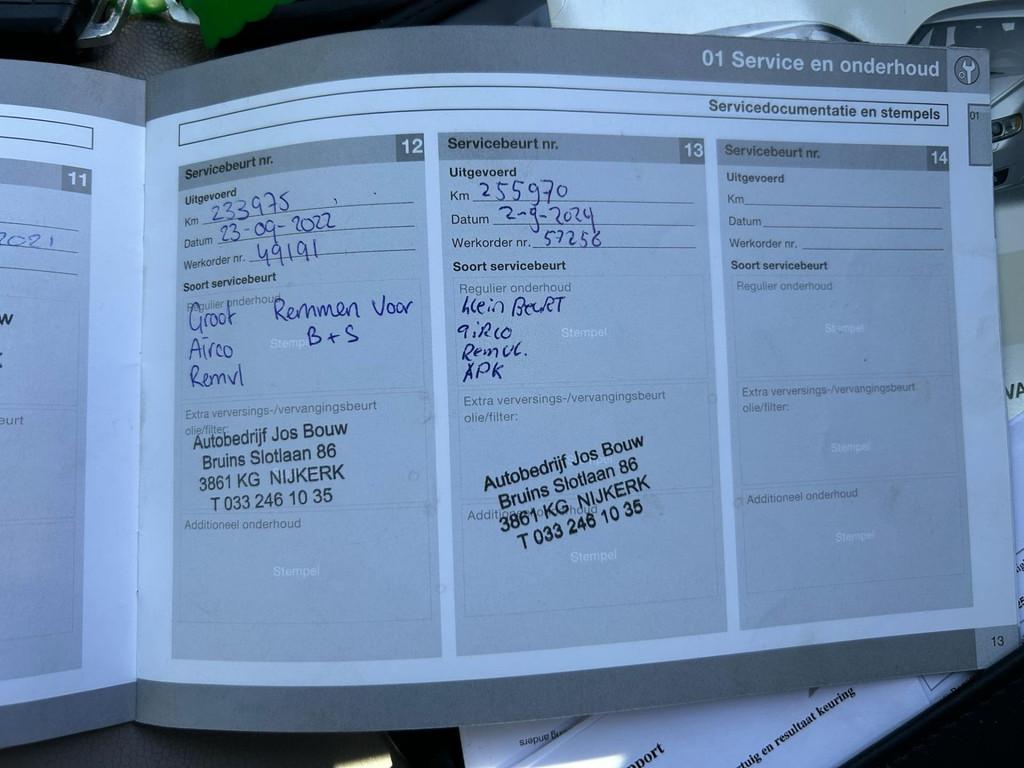 01 Service en onderhoud
Servicedocumentatie en stempels
01
11
2021
eurt
Servicebeurt nr. 12
Uitgevoerd
Km 233975
Datum 23-09-2022
Werkorder nr. 49191
Soort servicebeurt
Regulier onderhoud
Groot Remmen Voor
Airco B+S
Stempel
Remvl
Extra verversings-/vervangingsbeurt
olie/filter:
Autobedrijf Jos Bouw
Bruins Slotlaan 86
3861 KG NIJKERK
T 033 246 10 35
Additioneel onderhoud
Stempel
Servicebeurt nr. 13
Uitgevoerd
Km 255970
Datum 2-9-2024
Werkorder nr. 57256
Soort servicebeurt
Regulier onderhoud
klein Beurt
aiRco
Stempel
Remvl.
APK
Extra verversings-/vervangingsbeurt
olie/filter:
Autobedrijf Jos Bouw
Bruins Slotlaan 86
3861 KG NIJKERK
T 033 246 10 35
Additioneel onderhoud
Stempel
Servicebeurt nr. 14
Uitgevoerd
Km
Datum
Werkorder nr.
Soort servicebeurt
Regulier onderhoud
Stempel
Extra verversings-/vervangingsbeurt
olie/filter:
Stempel
Additioneel onderhoud
Stempel
13
tuig en resultaat keuring